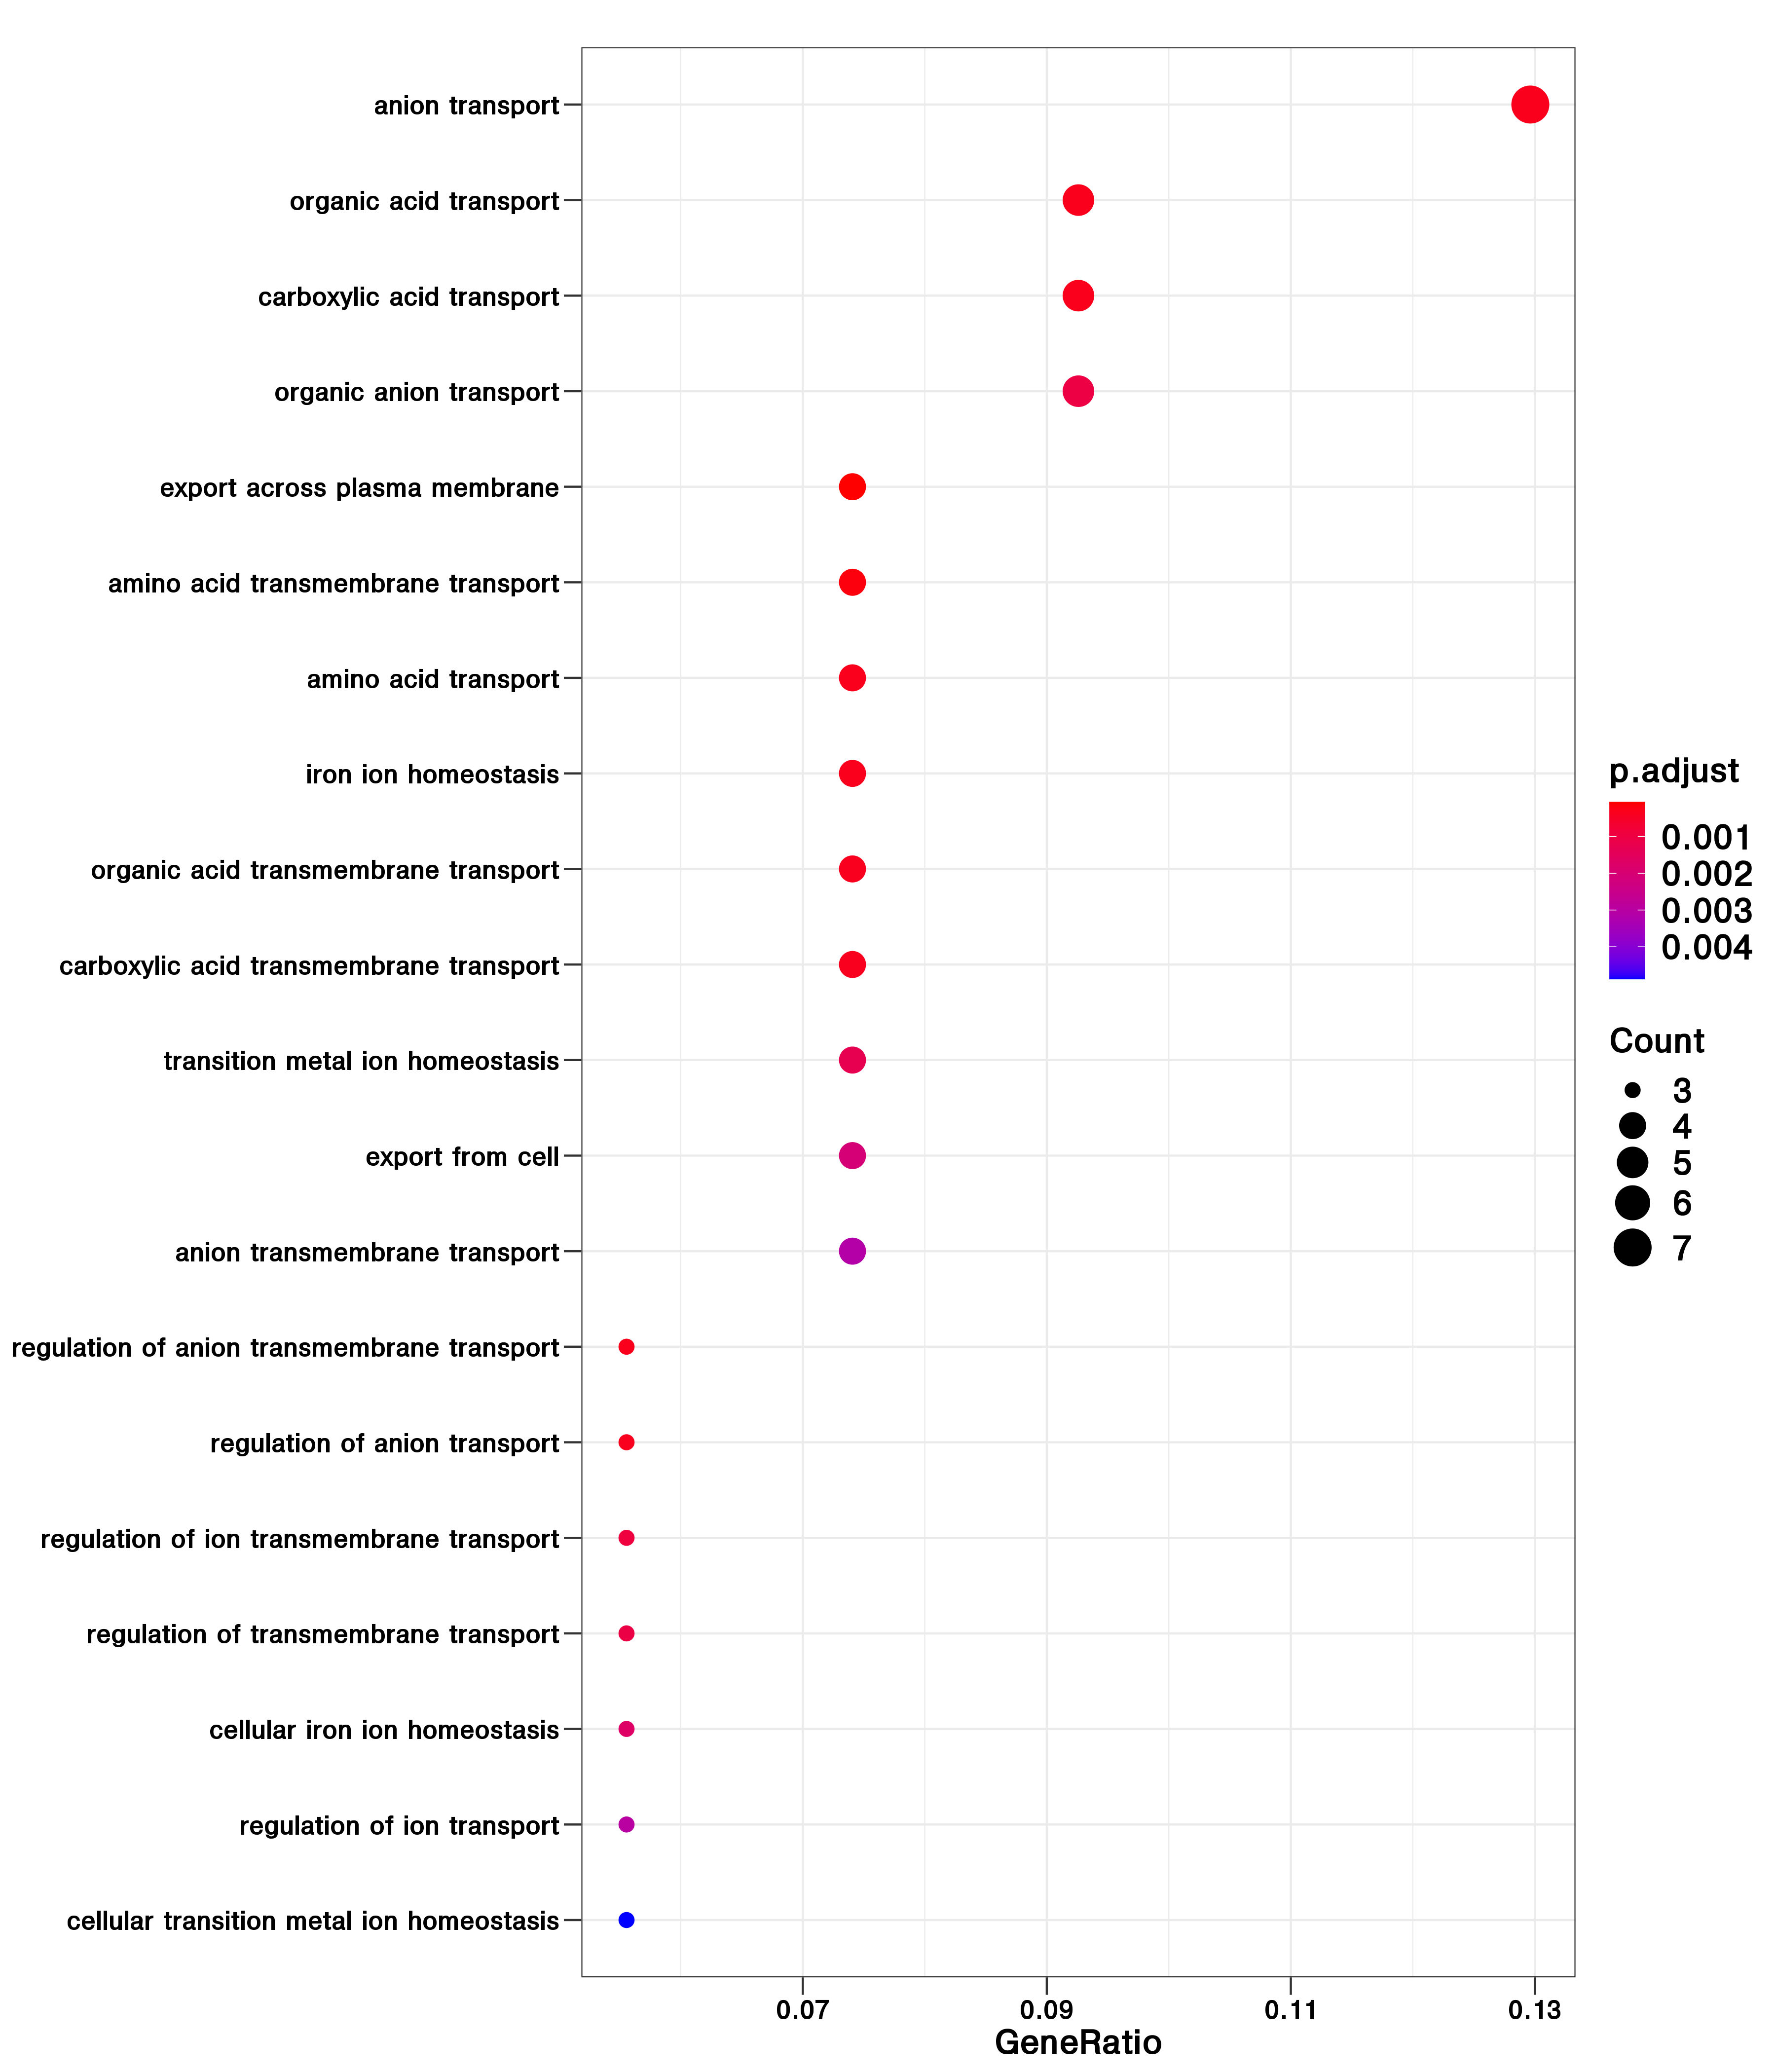 anion transport
organic acid transport
carboxylic acid transport
organic anion transport
export across plasma membrane
amino acid transmembrane transport
amino acid transport
iron ion homeostasis
organic acid transmembrane transport
carboxylic acid transmembrane transport
transition metal ion homeostasis
export from cell
anion transmembrane transport
regulation of anion transmembrane transport
regulation of anion transport
regulation of ion transmembrane transport
regulation of transmembrane transport
cellular iron ion homeostasis
regulation of ion transport
cellular transition metal ion homeostasis
0.07 0.09 0.11 0.13
GeneRatio
p.adjust
0.001
0.002
0.003
0.004
Count
3
4
5
6
7